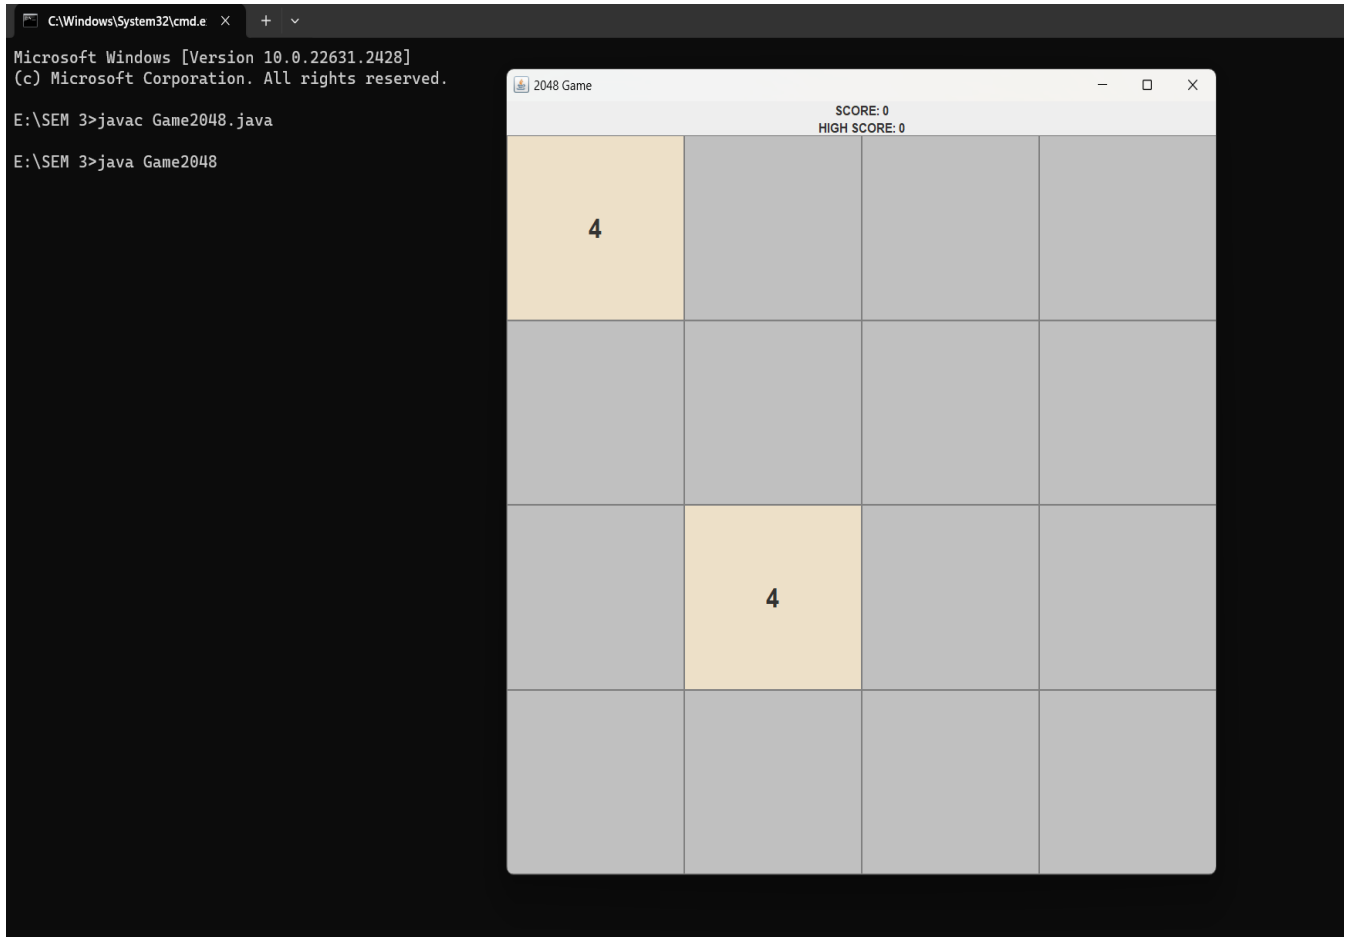 C:\Windows\System32\cmd.e
Microsoft Windows [Version 10.0.22631.2428]
(c) Microsoft Corporation. All rights reserved.
E:\SEM 3>javac Game2048.java
E:\SEM 3>java Game2048
2048 Game
SCORE: 0
HIGH SCORE: 0
4
4